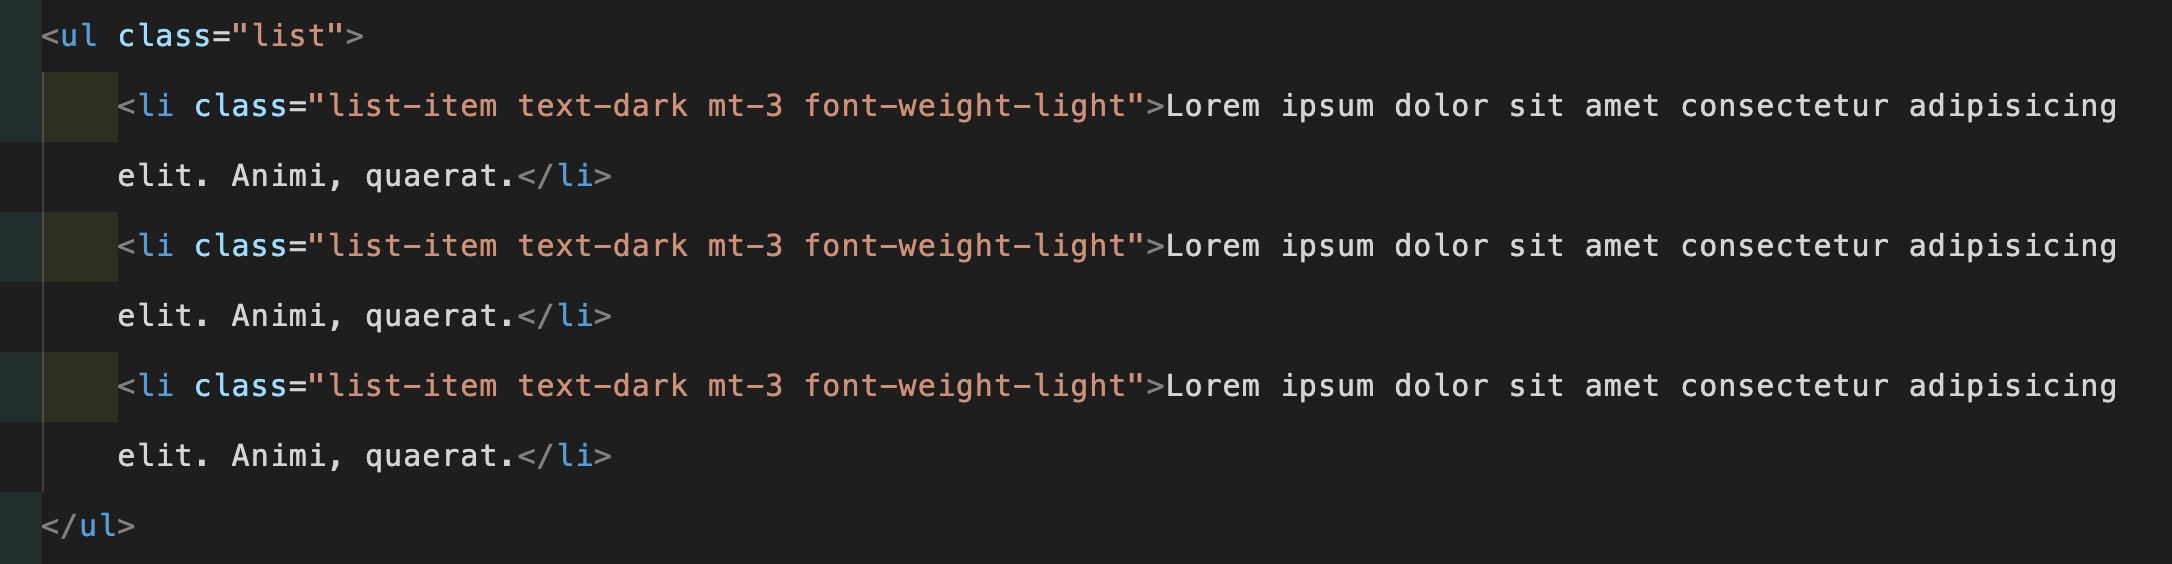 <ul class="list">
<li class="list-item text-dark mt-3 font-weight-light">Lorem ipsum dolor sit amet consectetur adipisicing
elit. Animi, quaerat.</li>
<li class="list-item text-dark mt-3 font-weight-light">Lorem ipsum dolor sit amet consectetur adipisicing
elit. Animi, quaerat.</li>
<li class="list-item text-dark mt-3 font-weight-light">Lorem ipsum dolor sit amet consectetur adipisicing
elit. Animi, quaerat.</li>
</ul>